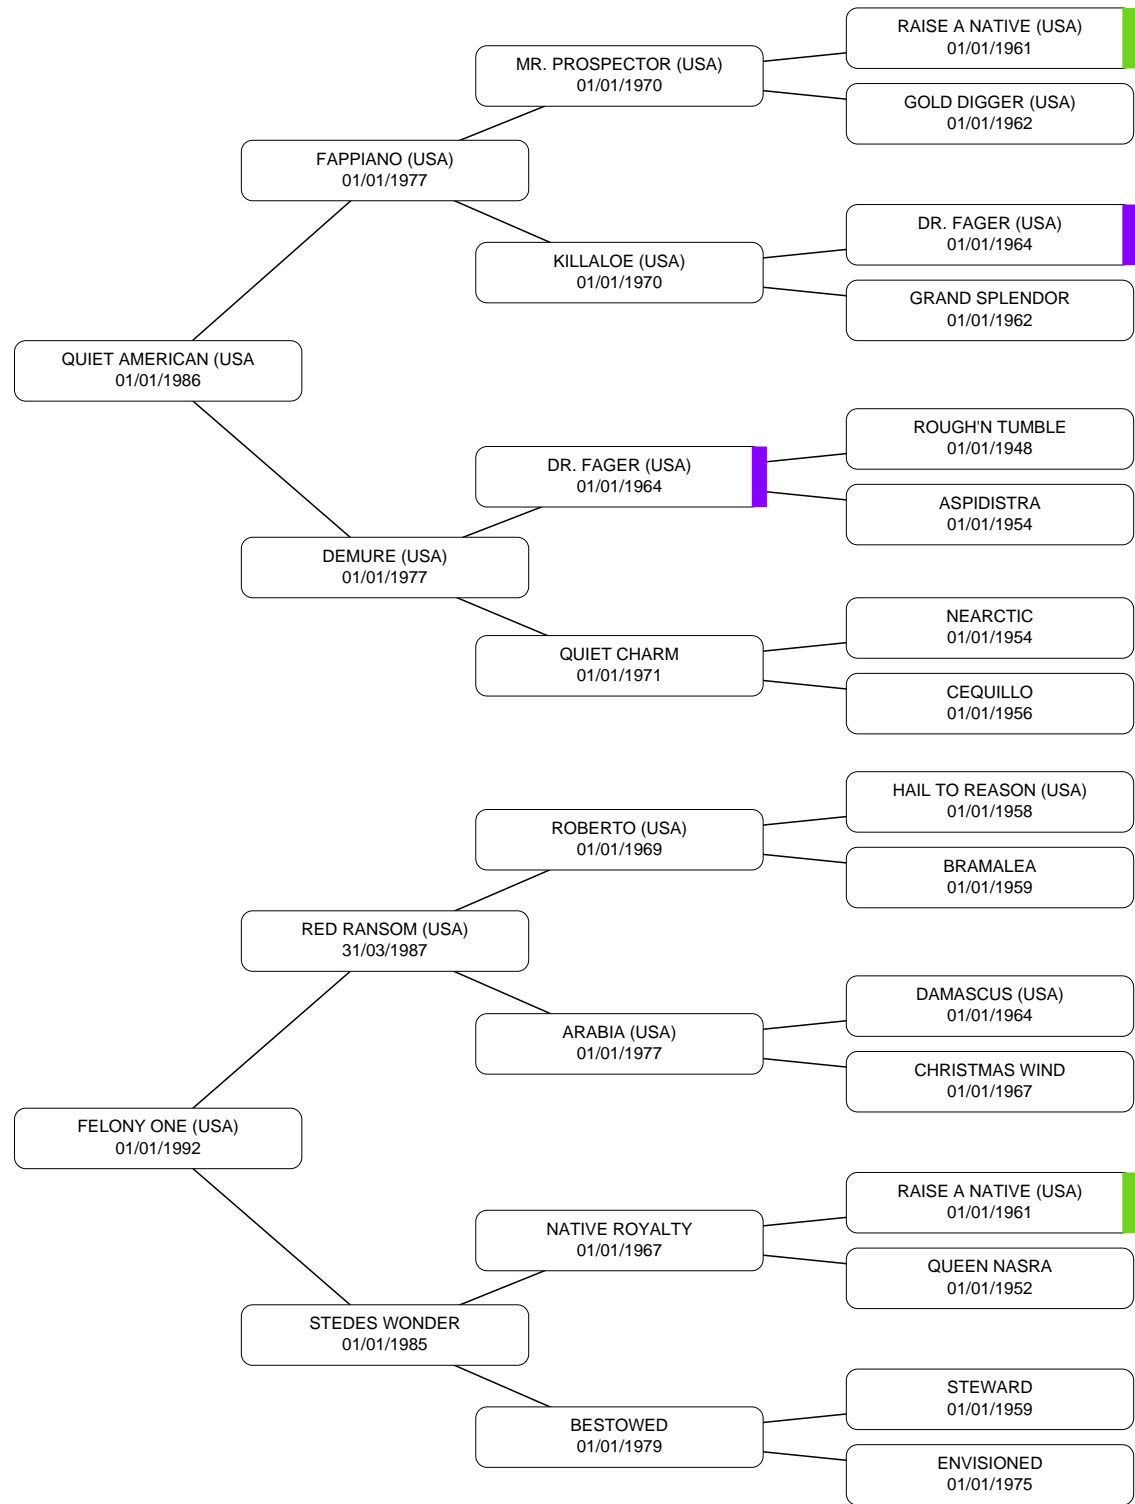 RAISE A NATIVE (USA)
01/01/1961
MR. PROSPECTOR (USA)
01/01/1970
GOLD DIGGER (USA)
01/01/1962
FAPPIANO (USA)
01/01/1977
DR. FAGER (USA)
01/01/1964
KILLALOE (USA)
01/01/1970
GRAND SPLENDOR
01/01/1962
QUIET AMERICAN (USA
01/01/1986
ROUGH'N TUMBLE
01/01/1948
DR. FAGER (USA)
01/01/1964
ASPIDISTRA
01/01/1954
DEMURE (USA)
01/01/1977
NEARCTIC
01/01/1954
QUIET CHARM
01/01/1971
CEQUILLO
01/01/1956
HAIL TO REASON (USA)
01/01/1958
ROBERTO (USA)
01/01/1969
BRAMALEA
01/01/1959
RED RANSOM (USA)
31/03/1987
DAMASCUS (USA)
01/01/1964
ARABIA (USA)
01/01/1977
CHRISTMAS WIND
01/01/1967
FELONY ONE (USA)
01/01/1992
RAISE A NATIVE (USA)
01/01/1961
NATIVE ROYALTY
01/01/1967
QUEEN NASRA
01/01/1952
STEDES WONDER
01/01/1985
STEWARD
01/01/1959
BESTOWED
01/01/1979
ENVISIONED
01/01/1975